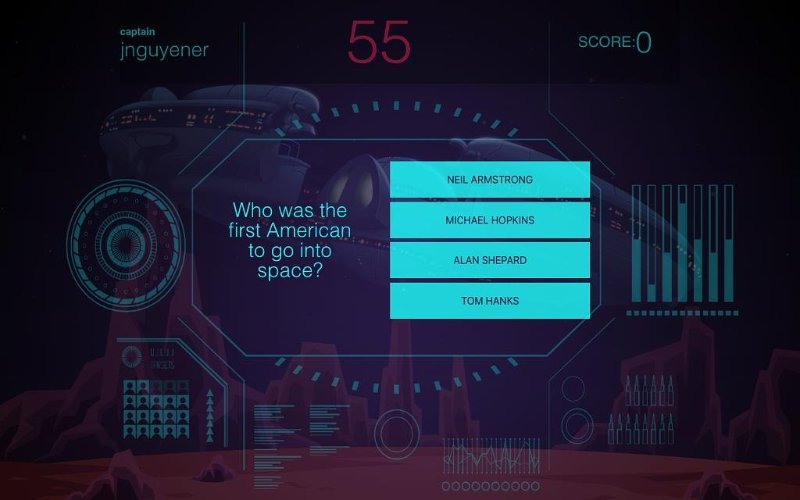 captain
jnguyener
55
SCORE:0
Who was the
first American
to go into
space?
NEIL ARMSTRONG
MICHAEL HOPKINS
ALAN SHEPARD
TOM HANKS